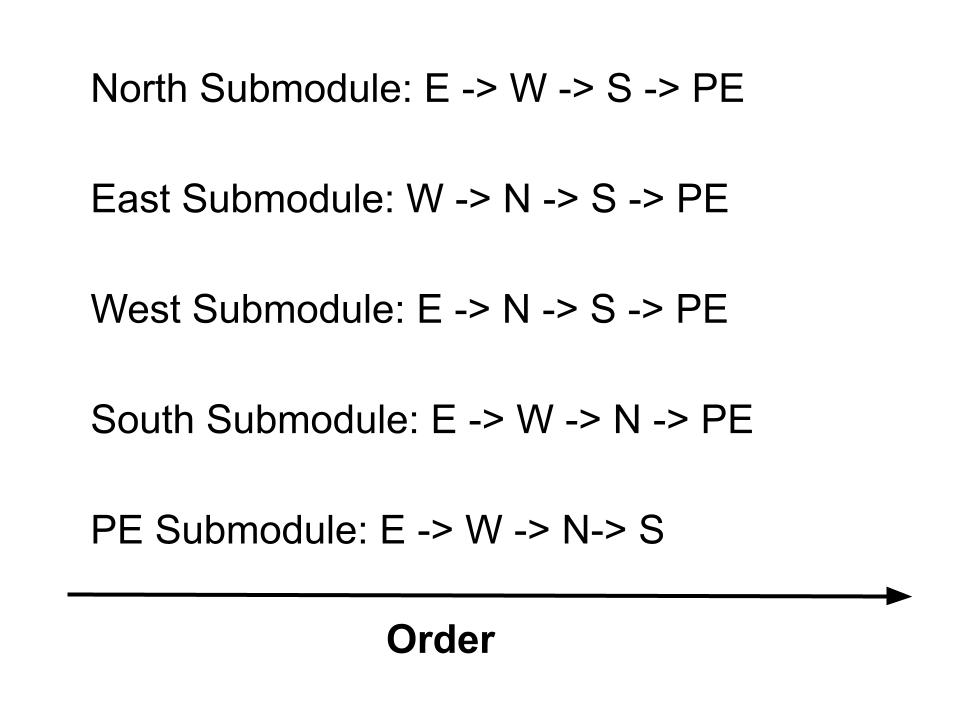 North Submodule: E -> W -> S -> PE
East Submodule: W -> N -> S -> PE
West Submodule: E -> N -> S -> PE
South Submodule: E -> W -> N -> PE
PE Submodule: E -> W -> N-> S
Order